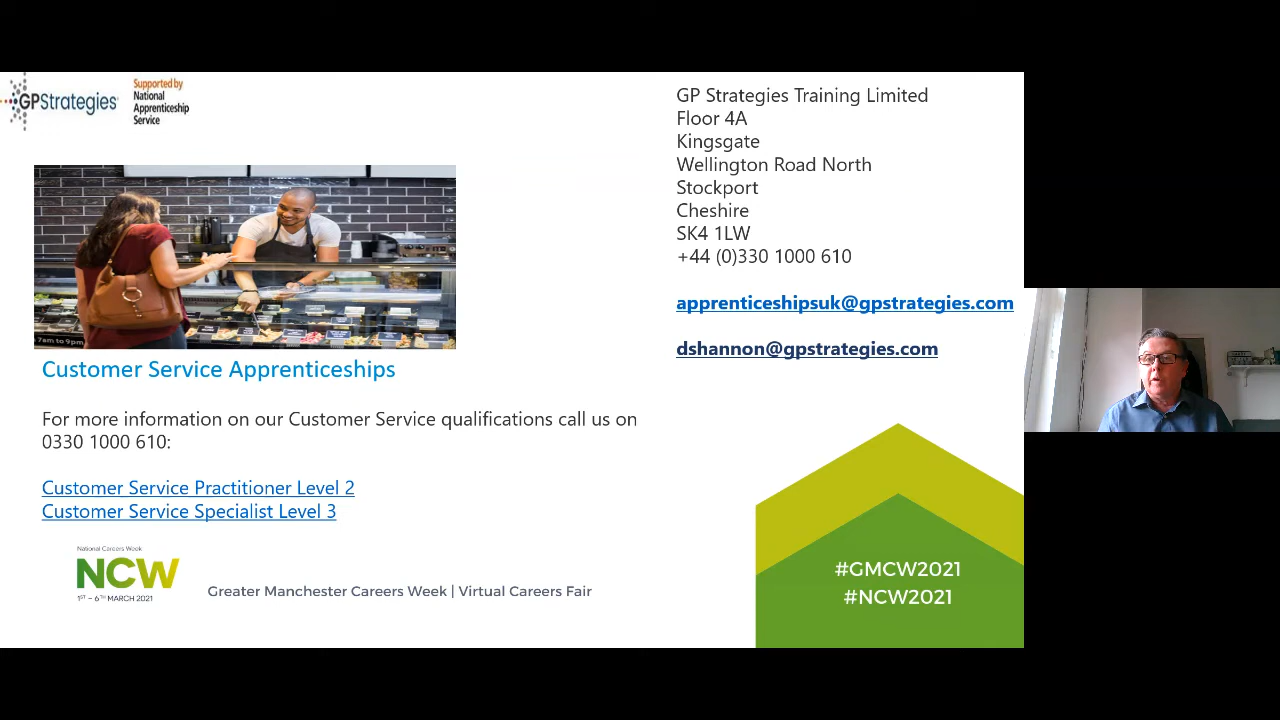 GPStrategies
Supported by
National
Apprenticeship
Service
7am to 9pm
Customer Service Apprenticeships
For more information on our Customer Service qualifications call us on
0330 1000 610:
Customer Service Practitioner Level 2
Customer Service Specialist Level 3
National Careers Week
NCW
1ST – 6TH MARCH 2021
Greater Manchester Careers Week | Virtual Careers Fair
GP Strategies Training Limited
Floor 4A
Kingsgate
Wellington Road North
Stockport
Cheshire
SK4 1LW
+44 (0)330 1000 610
apprenticeshipsuk@gpstrategies.com
dshannon@gpstrategies.com
#GMCW2021
#NCW2021